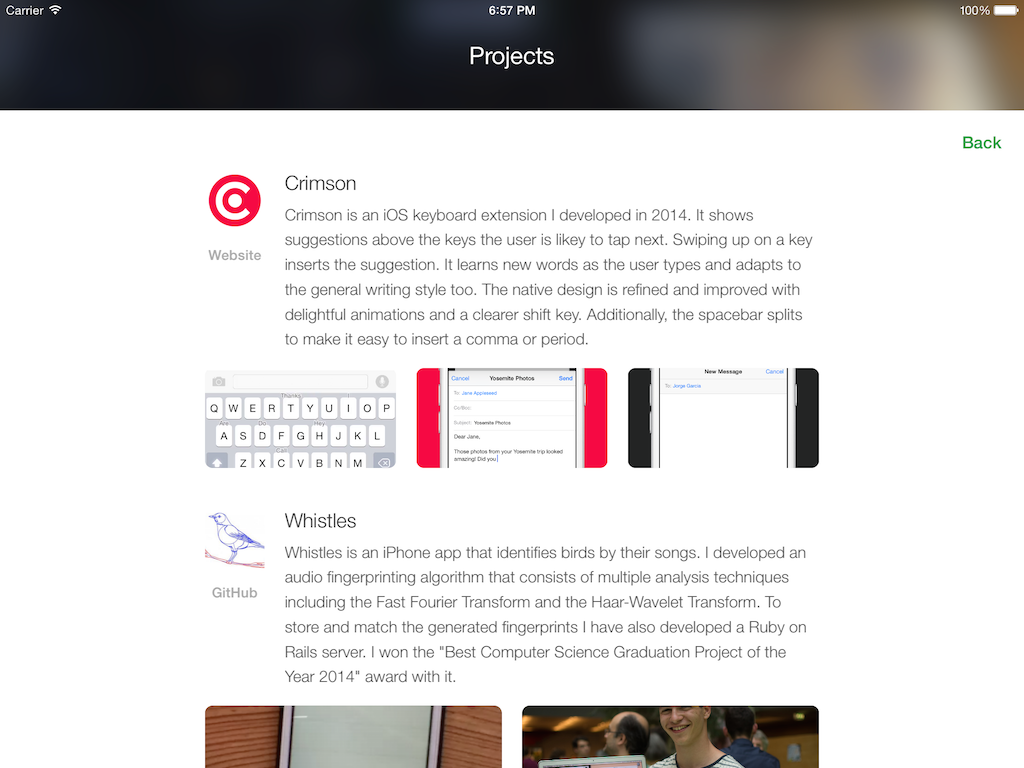 Carrier 6:57 PM 100%
Projects
Back
Crimson
Crimson is an iOS keyboard extension I developed in 2014. It shows
suggestions above the keys the user is likey to tap next. Swiping up on a key
inserts the suggestion. It learns new words as the user types and adapts to
the general writing style too. The native design is refined and improved with
delightful animations and a clearer shift key. Additionally, the spacebar splits
to make it easy to insert a comma or period.
Website
Thanks
Q W E R T Y U I O P
Are Do Hey
A S D F G H J K L
Call
Z X C V B N M
Cancel Yosemite Photos Send
To: Jane Appleseed
Cc/Bcc:
Subject: Yosemite Photos
Dear Jane,
Those photos from your Yosemite trip looked
amazing! Did you
New Message Cancel
To: Jorge Garcia
Whistles
Whistles is an iPhone app that identifies birds by their songs. I developed an
audio fingerprinting algorithm that consists of multiple analysis techniques
including the Fast Fourier Transform and the Haar-Wavelet Transform. To
store and match the generated fingerprints I have also developed a Ruby on
Rails server. I won the "Best Computer Science Graduation Project of the
Year 2014" award with it.
GitHub